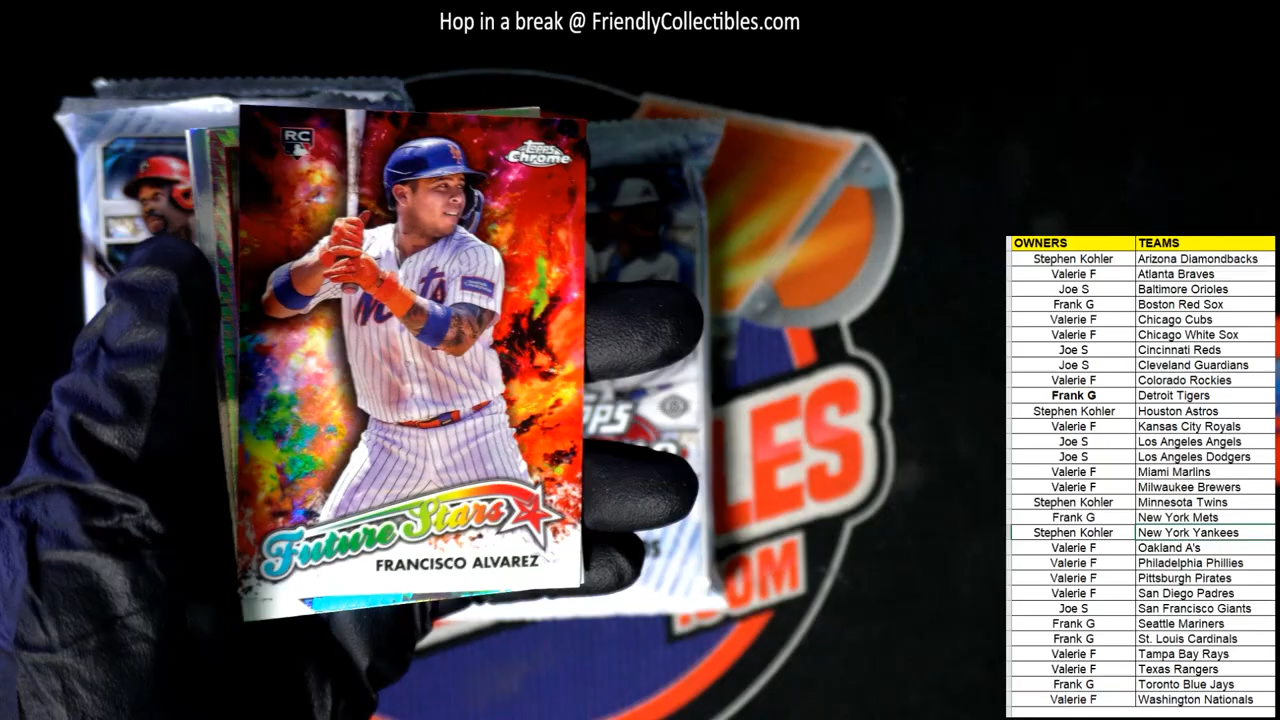 Hop in a break @ FriendlyCollectibles.com
RC
Topps
Chrome
Mets
Future Stars
FRANCISCO ALVAREZ
LES
.COM
OWNERS TEAMS
Stephen Kohler Arizona Diamondbacks
Valerie F Atlanta Braves
Joe S Baltimore Orioles
Frank G Boston Red Sox
Valerie F Chicago Cubs
Valerie F Chicago White Sox
Joe S Cincinnati Reds
Joe S Cleveland Guardians
Valerie F Colorado Rockies
Frank G Detroit Tigers
Stephen Kohler Houston Astros
Valerie F Kansas City Royals
Joe S Los Angeles Angels
Joe S Los Angeles Dodgers
Valerie F Miami Marlins
Valerie F Milwaukee Brewers
Stephen Kohler Minnesota Twins
Frank G New York Mets
Stephen Kohler New York Yankees
Valerie F Oakland A's
Valerie F Philadelphia Phillies
Valerie F Pittsburgh Pirates
Valerie F San Diego Padres
Joe S San Francisco Giants
Frank G Seattle Mariners
Frank G St. Louis Cardinals
Valerie F Tampa Bay Rays
Valerie F Texas Rangers
Frank G Toronto Blue Jays
Valerie F Washington Nationals